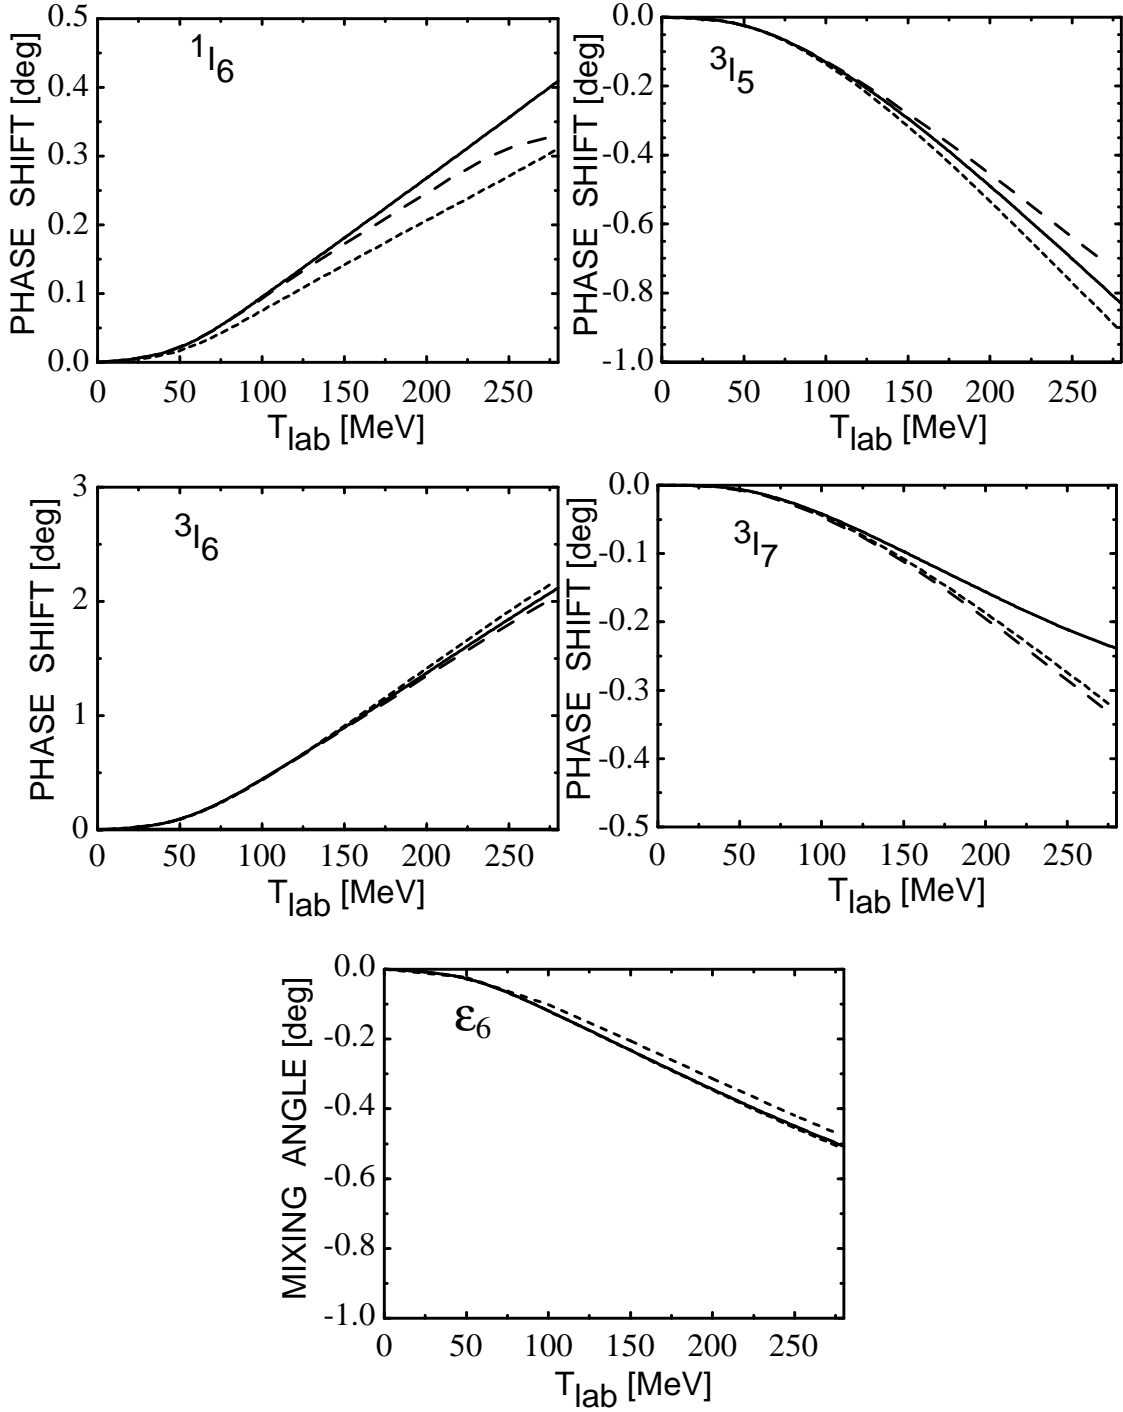 PHASE SHIFT [deg]
0.5
0.4
0.3
0.2
0.1
0.0
1I6
0 50 100 150 200 250
Tlab [MeV]
PHASE SHIFT [deg]
0.0
-0.2
-0.4
-0.6
-0.8
-1.0
3I5
0 50 100 150 200 250
Tlab [MeV]
PHASE SHIFT [deg]
3
2
1
0
3I6
0 50 100 150 200 250
Tlab [MeV]
PHASE SHIFT [deg]
0.0
-0.1
-0.2
-0.3
-0.4
-0.5
3I7
0 50 100 150 200 250
Tlab [MeV]
MIXING ANGLE [deg]
0.0
-0.2
-0.4
-0.6
-0.8
-1.0
ε6
0 50 100 150 200 250
Tlab [MeV]